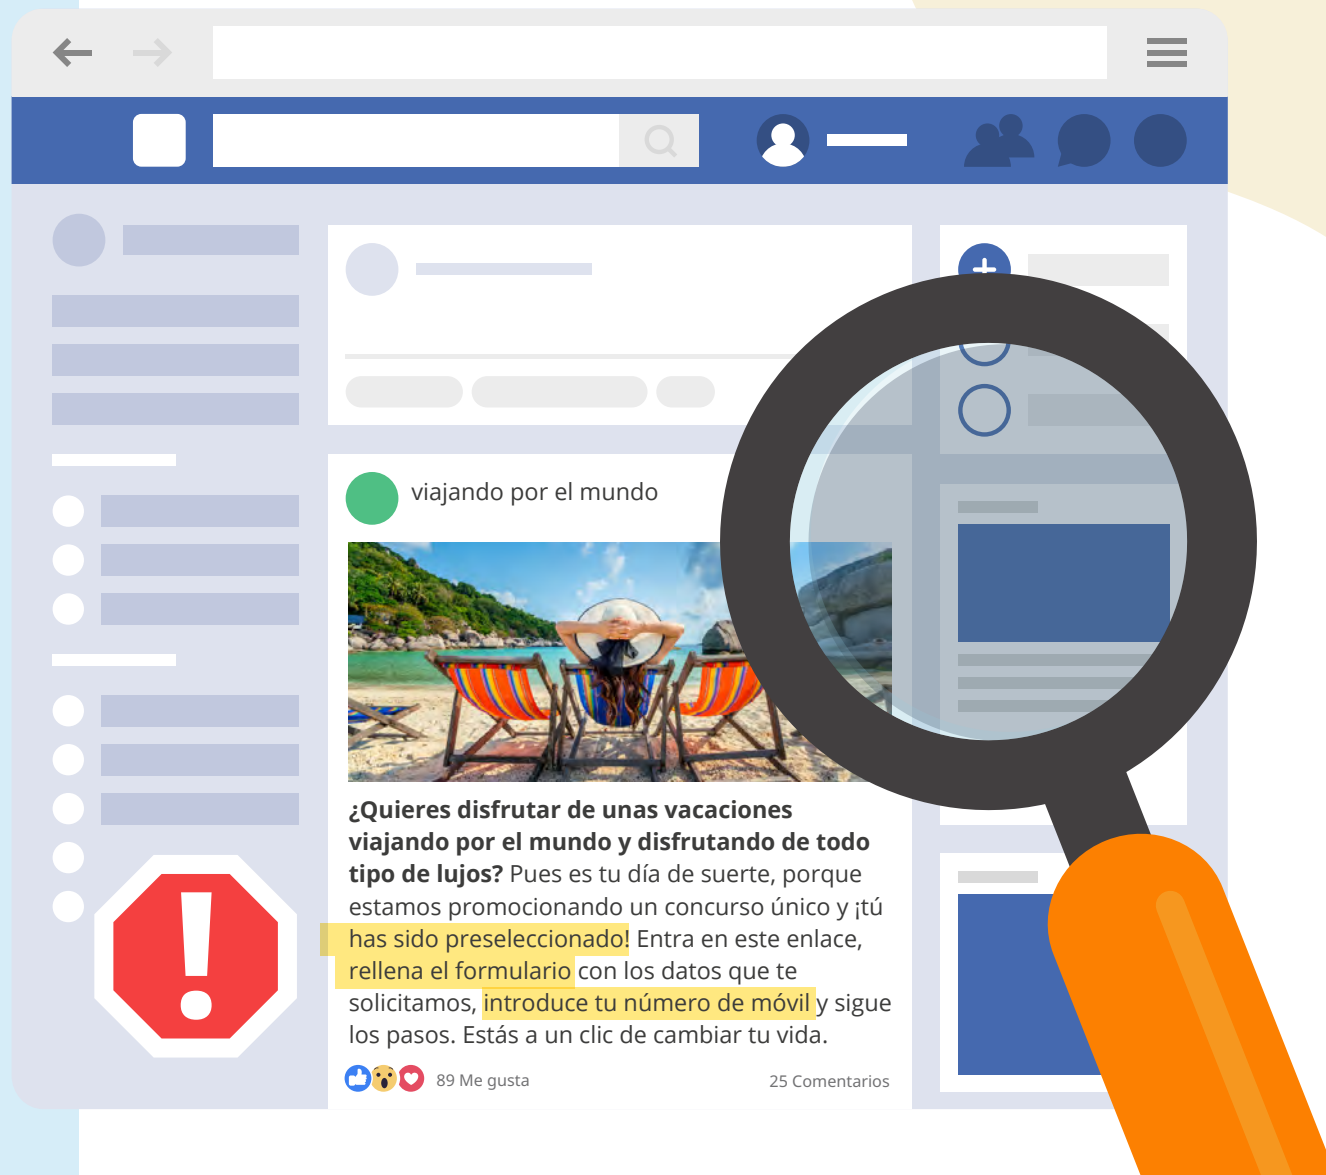 viajando por el mundo
¿Quieres disfrutar de unas vacaciones
viajando por el mundo y disfrutando de todo
tipo de lujos? Pues es tu día de suerte, porque
estamos promocionando un concurso único y ¡tú
has sido preseleccionado! Entra en este enlace,
rellena el formulario con los datos que te
solicitamos, introduce tu número de móvil y sigue
los pasos. Estás a un clic de cambiar tu vida.
89 Me gusta
25 Comentarios